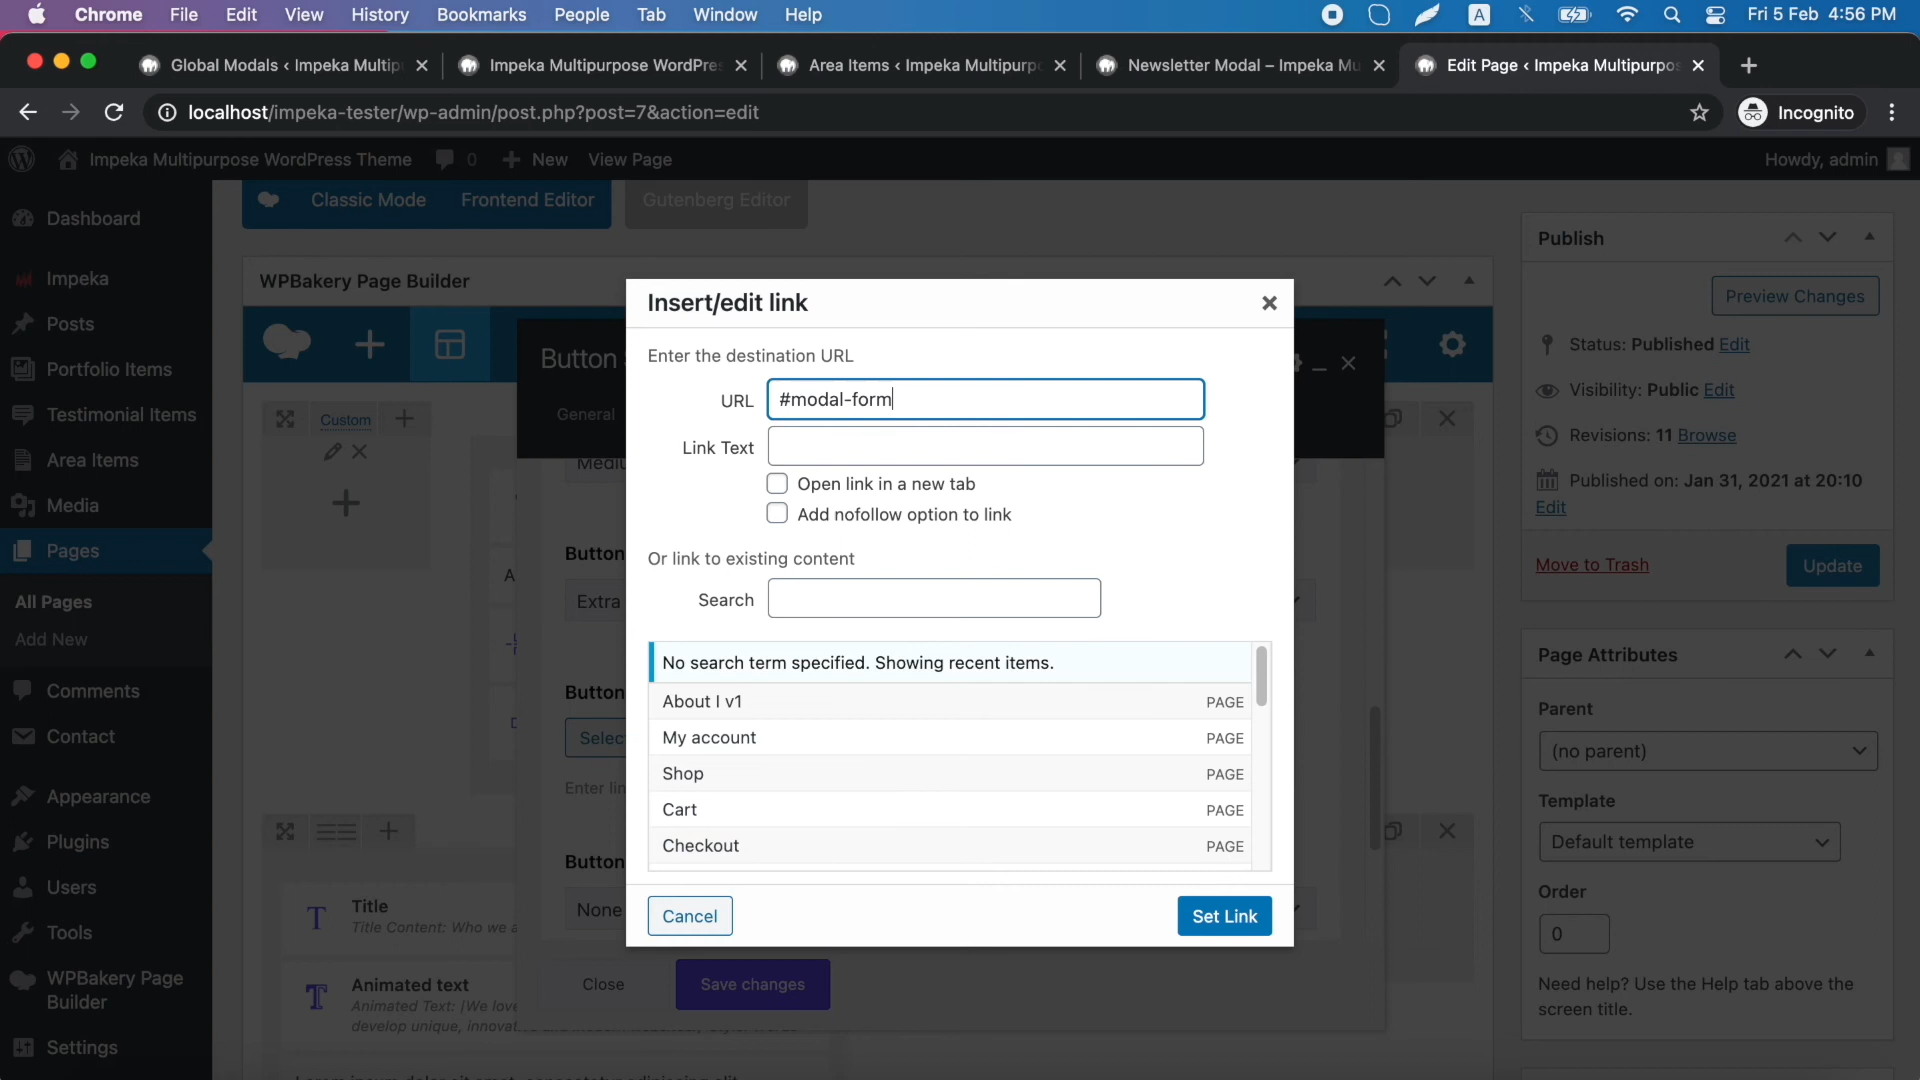 Chrome File Edit View History Bookmarks People Tab Window Help
A
Fri 5 Feb 4:56 PM
Global Modals ‹ Impeka Multip
Impeka Multipurpose WordPres
Area Items ‹ Impeka Multipurpo
Newsletter Modal – Impeka Mu
Edit Page ‹ Impeka Multipurpos
localhost/impeka-tester/wp-admin/post.php?post=7&action=edit
Incognito
Impeka Multipurpose WordPress Theme 0 New View Page
Howdy, admin
Dashboard
Impeka
Posts
Portfolio Items
Testimonial Items
Area Items
Media
Pages
All Pages
Add New
Comments
Contact
Appearance
Plugins
Users
Tools
WPBakery Page
Builder
Settings
Classic Mode
Frontend Editor
Gutenberg Editor
WPBakery Page Builder
Custom
Button
General
Mediu
Button
Extra
Button
Selec
Enter lin
Button
None
Close
Save changes
Title
Title Content: Who we a
Animated text
Animated Text: |We love
Insert/edit link
Enter the destination URL
URL #modal-form
Link Text
Open link in a new tab
Add nofollow option to link
Or link to existing content
Search
No search term specified. Showing recent items.
About I v1 PAGE
My account PAGE
Shop PAGE
Cart PAGE
Checkout PAGE
Cancel
Set Link
Publish
Preview Changes
Status: Published Edit
Visibility: Public Edit
Revisions: 11 Browse
Published on: Jan 31, 2021 at 20:10
Edit
Move to Trash
Update
Page Attributes
Parent
(no parent)
Template
Default template
Order
0
Need help? Use the Help tab above the
screen title.